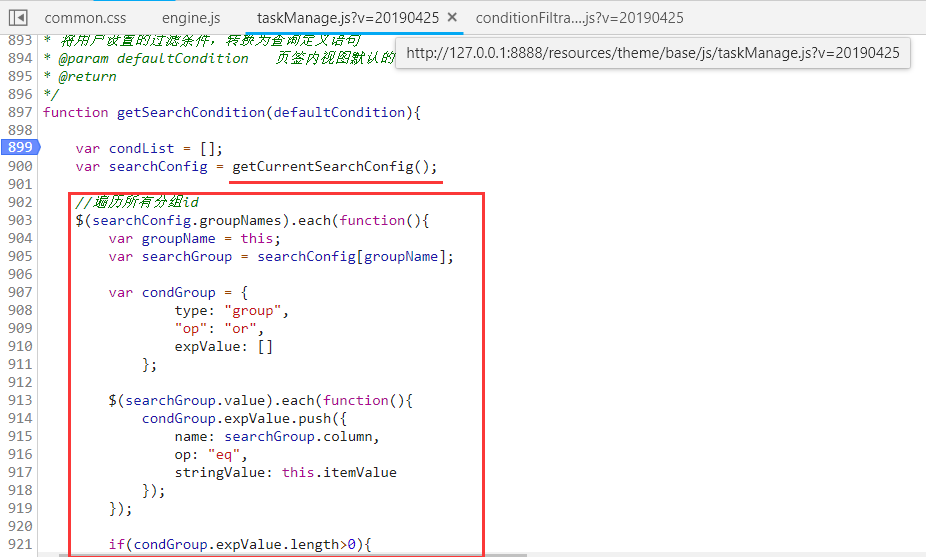 common.css engine.js taskManage.js?v=20190425 × conditionFiltra....js?v=20190425
http://127.0.0.1:8888/resources/theme/base/js/taskManage.js?v=20190425
893 * 将用户设置的过滤条件，转换为查询定义语句
894 * @param defaultCondition 页签内视图默认的
895 * @return
896 */
897 function getSearchCondition(defaultCondition){
898
899 var condList = [];
900 var searchConfig = getCurrentSearchConfig();
901
902 //遍历所有分组id
903 $(searchConfig.groupNames).each(function(){
904 var groupName = this;
905 var searchGroup = searchConfig[groupName];
906
907 var condGroup = {
908 type: "group",
909 "op": "or",
910 expValue: []
911 };
912
913 $(searchGroup.value).each(function(){
914 condGroup.expValue.push({
915 name: searchGroup.column,
916 op: "eq",
917 stringValue: this.itemValue
918 });
919 });
920
921 if(condGroup.expValue.length>0){